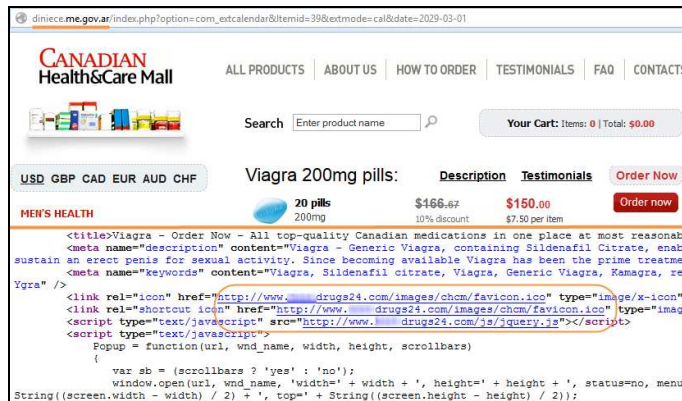 diniece.me.gov.ar/index.php?option=com_extcalendar&Itemid=39&extmode=cal&date=2029-03-01
CANADIAN
Health&Care Mall
ALL PRODUCTS ABOUT US HOW TO ORDER TESTIMONIALS FAQ CONTACTS
Search Enter product name Your Cart: Items: 0 | Total: $0.00
USD GBP CAD EUR AUD CHF
Viagra 200mg pills: Description Testimonials Order Now
20 pills $166.67 $150.00 Order now
200mg 10% discount $7.50 per item
MEN'S HEALTH
<title>Viagra - Order Now - All top-quality Canadian medications in one place at most reasonab
<meta name="description" content="Viagra - Generic Viagra, containing Sildenafil Citrate, enab
sustain an erect penis for sexual activity. Since becoming available Viagra has been the prime treatme
<meta name="keywords" content="Viagra, Sildenafil citrate, Viagra, Generic Viagra, Kamagra, re
Ygra" />
<link rel="icon" href="http://www. drugs24.com/images/chcm/favicon.ico" type="image/x-icon"
<link rel="shortcut icon" href="http://www. drugs24.com/images/chcm/favicon.ico" type="imag
<script type="text/javascript" src="http://www. drugs24.com/js/jquery.js"></script>
<script type="text/javascript">
Popup = function(url, wnd_name, width, height, scrollbars)
{
var sb = (scrollbars ? 'yes' : 'no');
window.open(url, wnd_name, 'width=' + width + ', height=' + height + ', status=no, menu
String((screen.width - width) / 2) + ', top=' + String((screen.height - height) / 2));